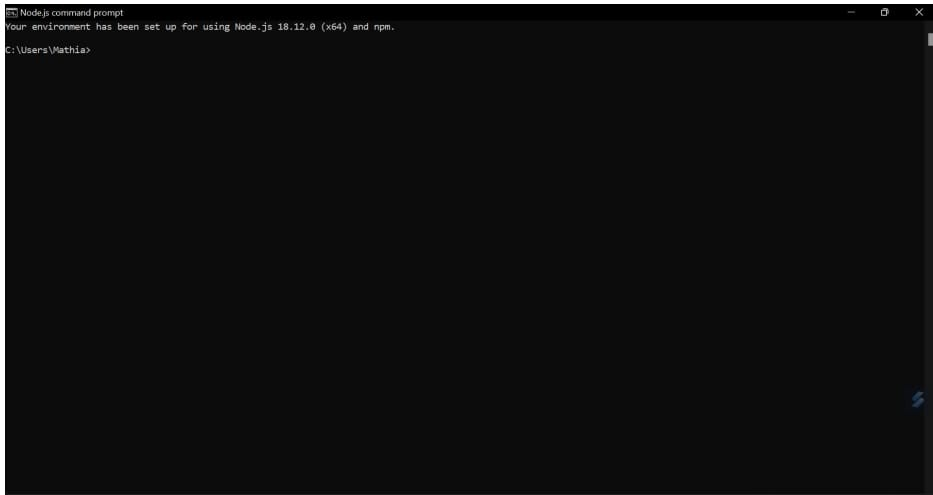 Node.js command prompt
Your environment has been set up for using Node.js 18.12.0 (x64) and npm.
C:\Users\Mathia>